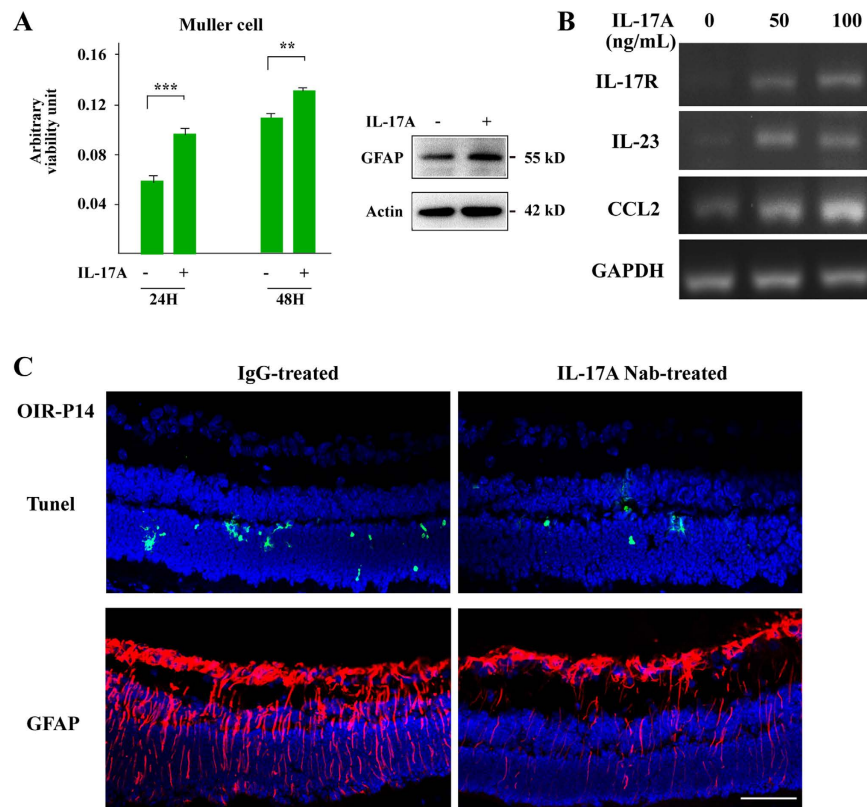 A
Muller cell
Arbitrary
viability unit
0.16
0.12
0.08
0.04
***
**
IL-17A - + - +
24H 48H
IL-17A - +
GFAP - 55 kD
Actin - 42 kD
B
IL-17A 0 50 100
(ng/mL)
IL-17R
IL-23
CCL2
GAPDH
C
IgG-treated IL-17A Nab-treated
OIR-P14
Tunel
GFAP